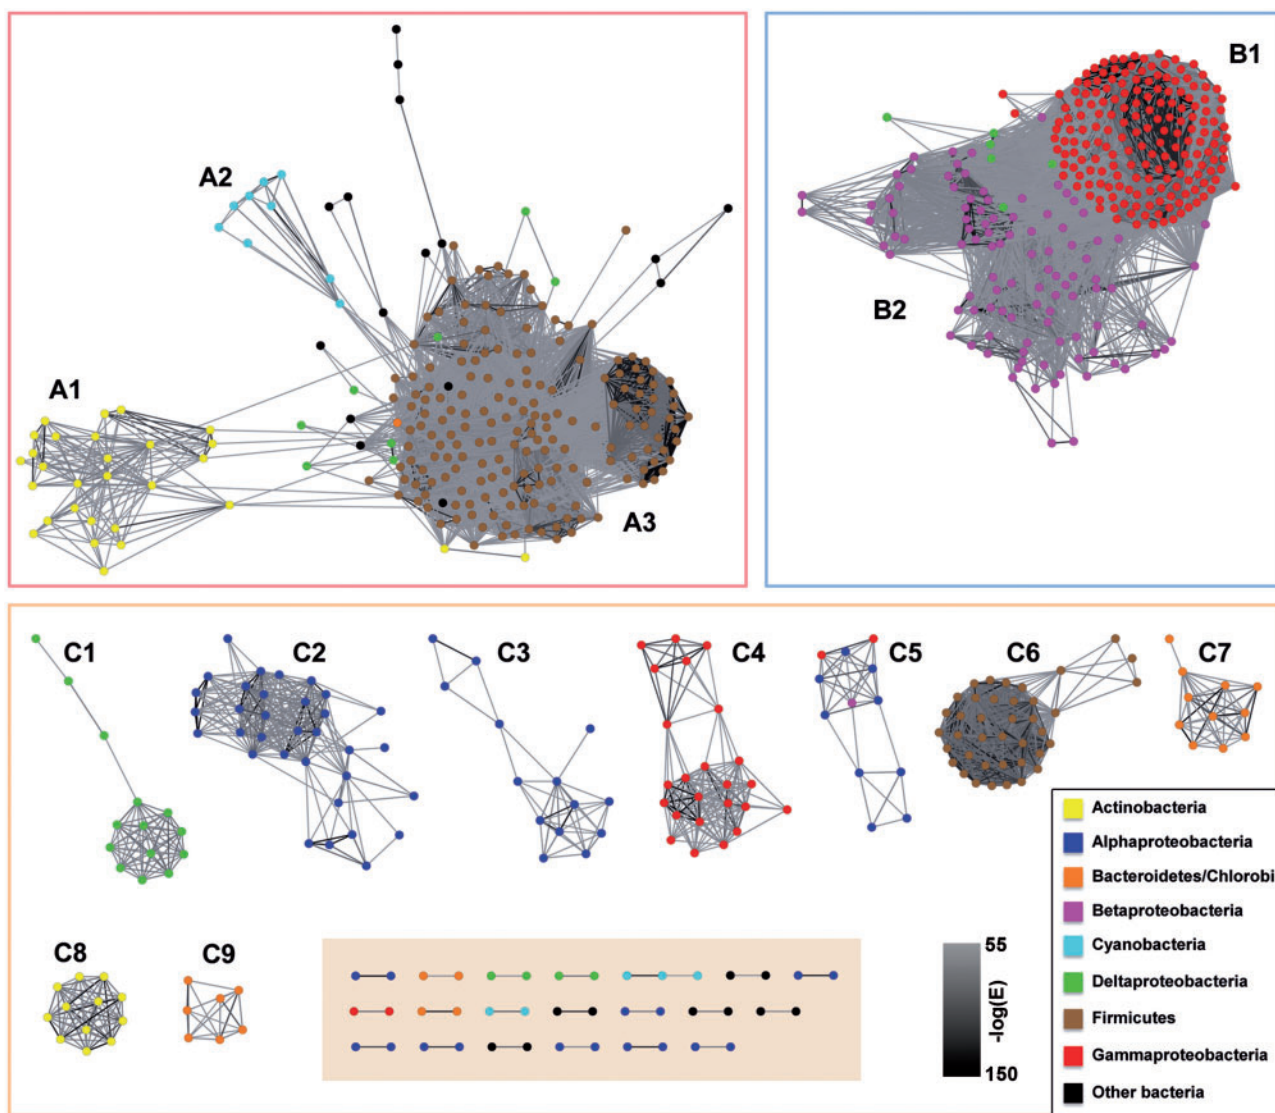 B1
A2
B2
A1
A3
C1
C2
C3
C4
C5
C6
C7
Actinobacteria
Alphaproteobacteria
Bacteroidetes/Chlorobi
Betaproteobacteria
Cyanobacteria
Deltaproteobacteria
Firmicutes
Gammaproteobacteria
Other bacteria
C8
C9
55
-log(E)
150